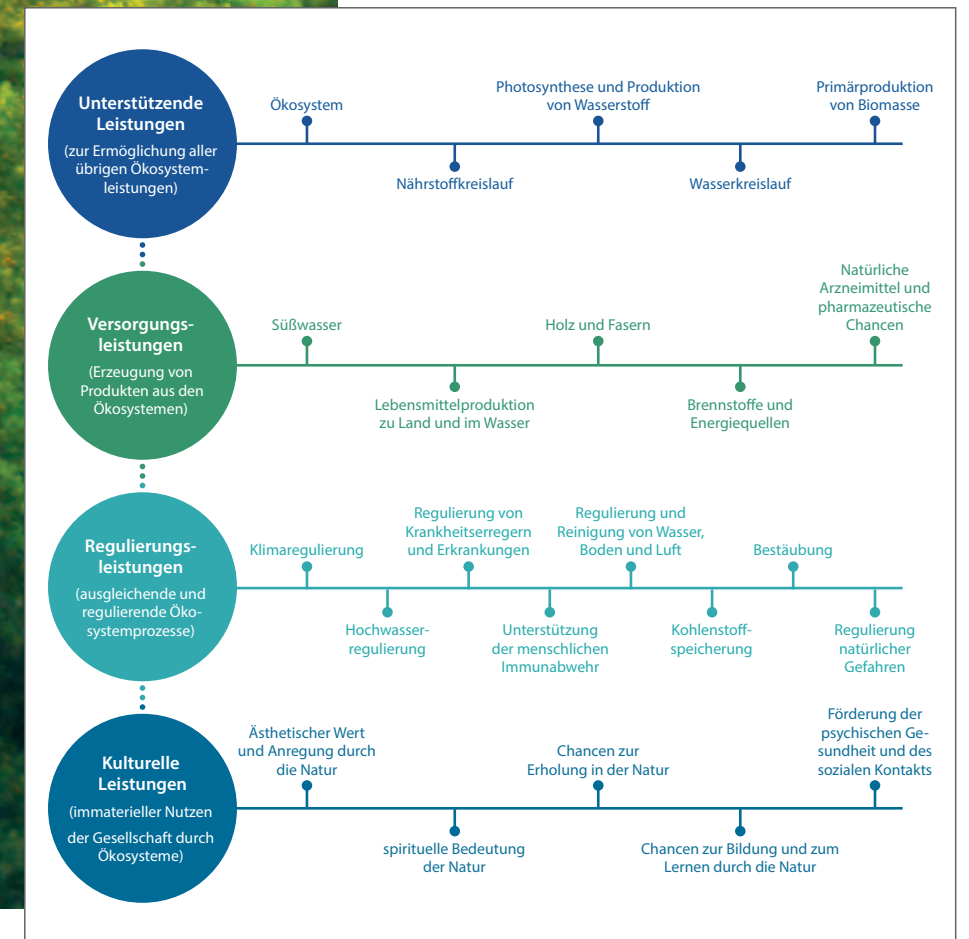 Unterstützende
Leistungen
(zur Ermöglichung aller
übrigen Ökosystem-
leistungen)
Ökosystem
Nährstoffkreislauf
Photosynthese und Produktion
von Wasserstoff
Wasserkreislauf
Primärproduktion
von Biomasse
Versorgungs-
leistungen
(Erzeugung von
Produkten aus den
Ökosystemen)
Süßwasser
Lebensmittelproduktion
zu Land und im Wasser
Holz und Fasern
Brennstoffe und
Energiequellen
Natürliche
Arzneimittel und
pharmazeutische
Chancen
Regulierungs-
leistungen
(ausgleichende und
regulierende Öko-
systemprozesse)
Klimaregulierung
Hochwasser-
regulierung
Regulierung von
Krankheitserregern
und Erkrankungen
Unterstützung
der menschlichen
Immunabwehr
Regulierung und
Reinigung von Wasser,
Boden und Luft
Kohlenstoff-
speicherung
Bestäubung
Regulierung
natürlicher
Gefahren
Kulturelle
Leistungen
(immaterieller Nutzen
der Gesellschaft durch
Ökosysteme)
Ästhetischer Wert
und Anregung durch
die Natur
spirituelle Bedeutung
der Natur
Chancen zur
Erholung in der Natur
Chancen zur Bildung und zum
Lernen durch die Natur
Förderung der
psychischen Ge-
sundheit und des
sozialen Kontakts